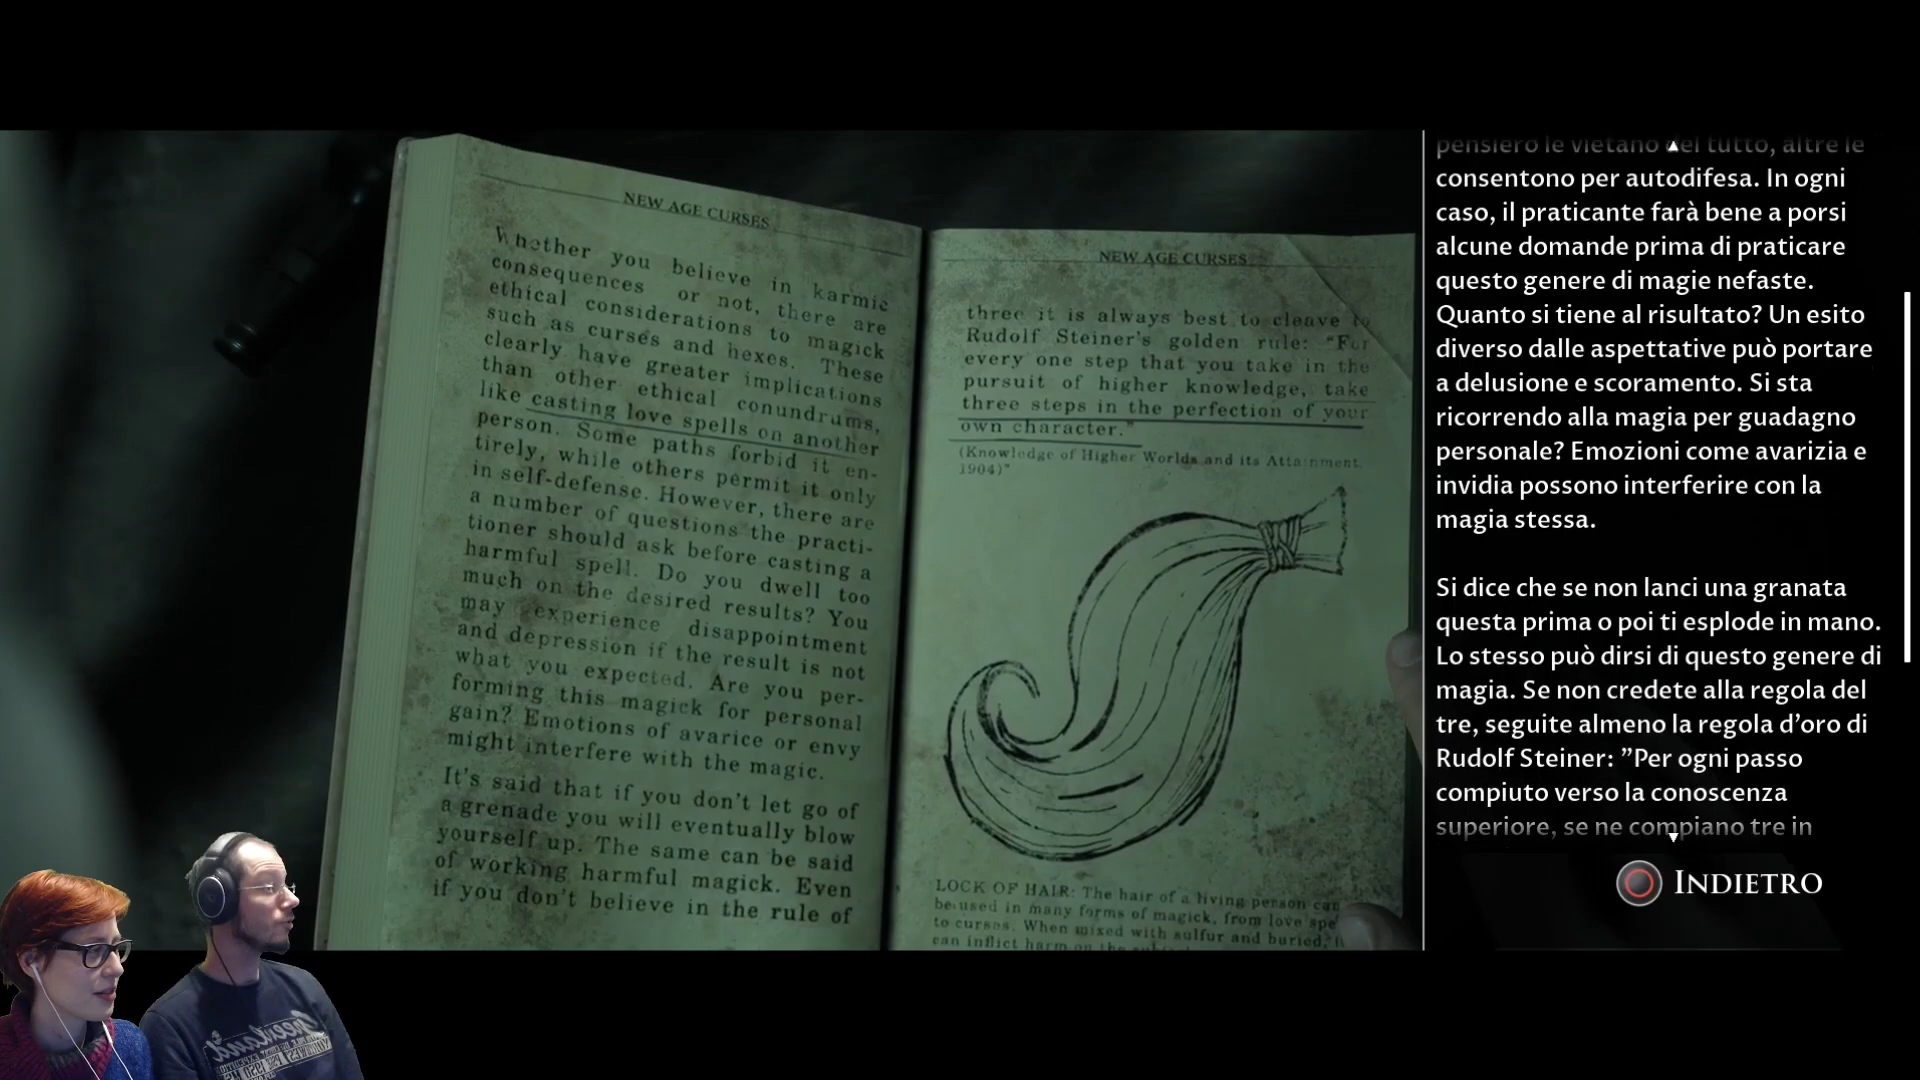 NEW AGE CURSES
Whether you believe in karmic
consequences or not, there are
ethical considerations to magick
such as curses and hexes. These
clearly have greater implications
than other ethical conundrums,
like casting love spells on another
person. Some paths forbid it en-
tirely, while others permit it only
in self-defense. However, there are
a number of questions the practi-
tioner should ask before casting a
harmful spell. Do you dwell too
much on the desired results? You
may experience disappointment
and depression if the result is not
what you expected. Are you per-
forming this magick for personal
gain? Emotions of avarice or envy
might interfere with the magic.
It's said that if you don't let go of
a grenade you will eventually blow
yourself up. The same can be said
of working harmful magick. Even
if you don't believe in the rule of
NEW AGE CURSES
three it is always best to cleave to
Rudolf Steiner's golden rule: "For
every one step that you take in the
pursuit of higher knowledge, take
three steps in the perfection of your
own character."
(Knowledge of Higher Worlds and its Attainment,
1904)"
LOCK OF HAIR: The hair of a living person can
be used in many forms of magick, from love spe
to curses. When mixed with sulfur and buried,
can inflict harm on the
pensiero le vietano del tutto, altre le
consentono per autodifesa. In ogni
caso, il praticante farà bene a porsi
alcune domande prima di praticare
questo genere di magie nefaste.
Quanto si tiene al risultato? Un esito
diverso dalle aspettative può portare
a delusione e scoramento. Si sta
ricorrendo alla magia per guadagno
personale? Emozioni come avarizia e
invidia possono interferire con la
magia stessa.
Si dice che se non lanci una granata
questa prima o poi ti esplode in mano.
Lo stesso può dirsi di questo genere di
magia. Se non credete alla regola del
tre, seguite almeno la regola d'oro di
Rudolf Steiner: "Per ogni passo
compiuto verso la conoscenza
superiore, se ne compiano tre in
INDIETRO